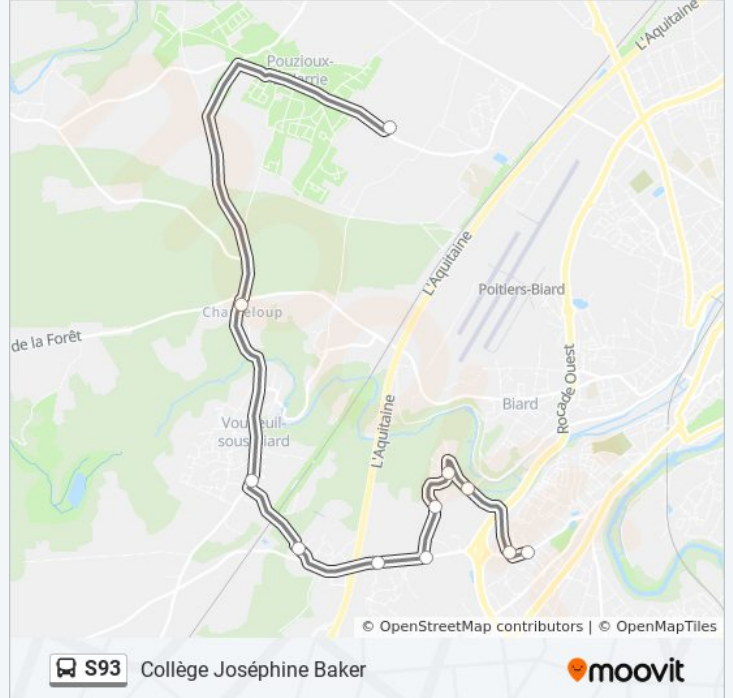 L'Aquitaine
Pouzioux-
L'Aquitaine
Poitiers-Biard
de la Forêt
Rocade Ouest
L'Aquitaine
Biard
sous-Biard
© OpenStreetMap contributors | © OpenMapTiles
S93 Collège Joséphine Baker
moovit